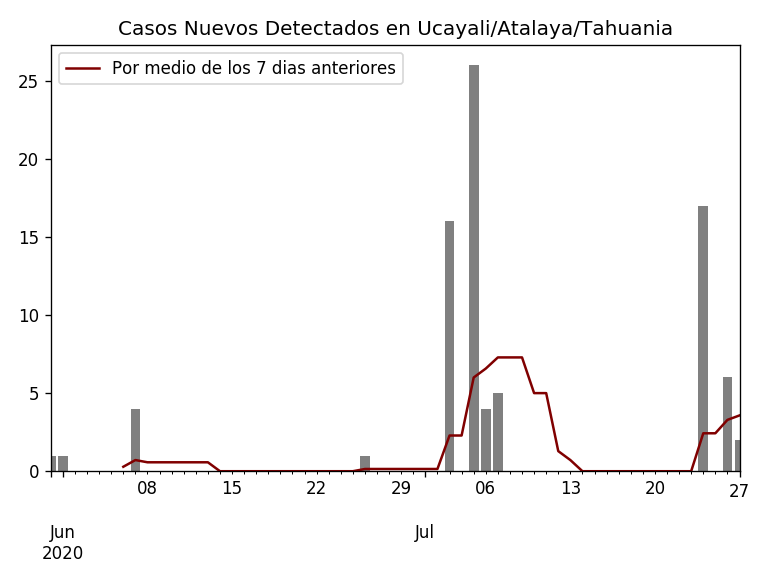 Casos Nuevos Detectados en Ucayali/Atalaya/Tahuania
Por medio de los 7 dias anteriores
25
20
15
10
5
0
08 15 22 29 06 13 20 27
Jun Jul
2020